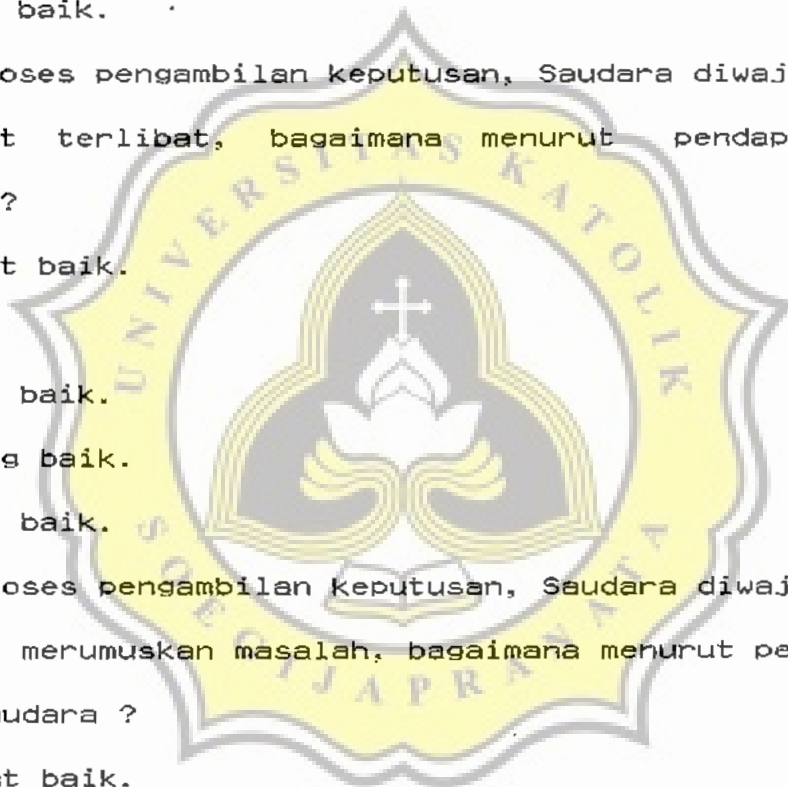 baik.
oses pengambilan keputusan, Saudara diwaj
t terlibat, bagaimana menurut pendap
?
t baik.
baik.
g baik.
baik.
oses pengambilan keputusan, Saudara diwaj
merumuskan masalah, bagaimana menurut pe
udara ?
t baik.
UNIVERSITAS KATOLIK
SOEGIJAPRANATA